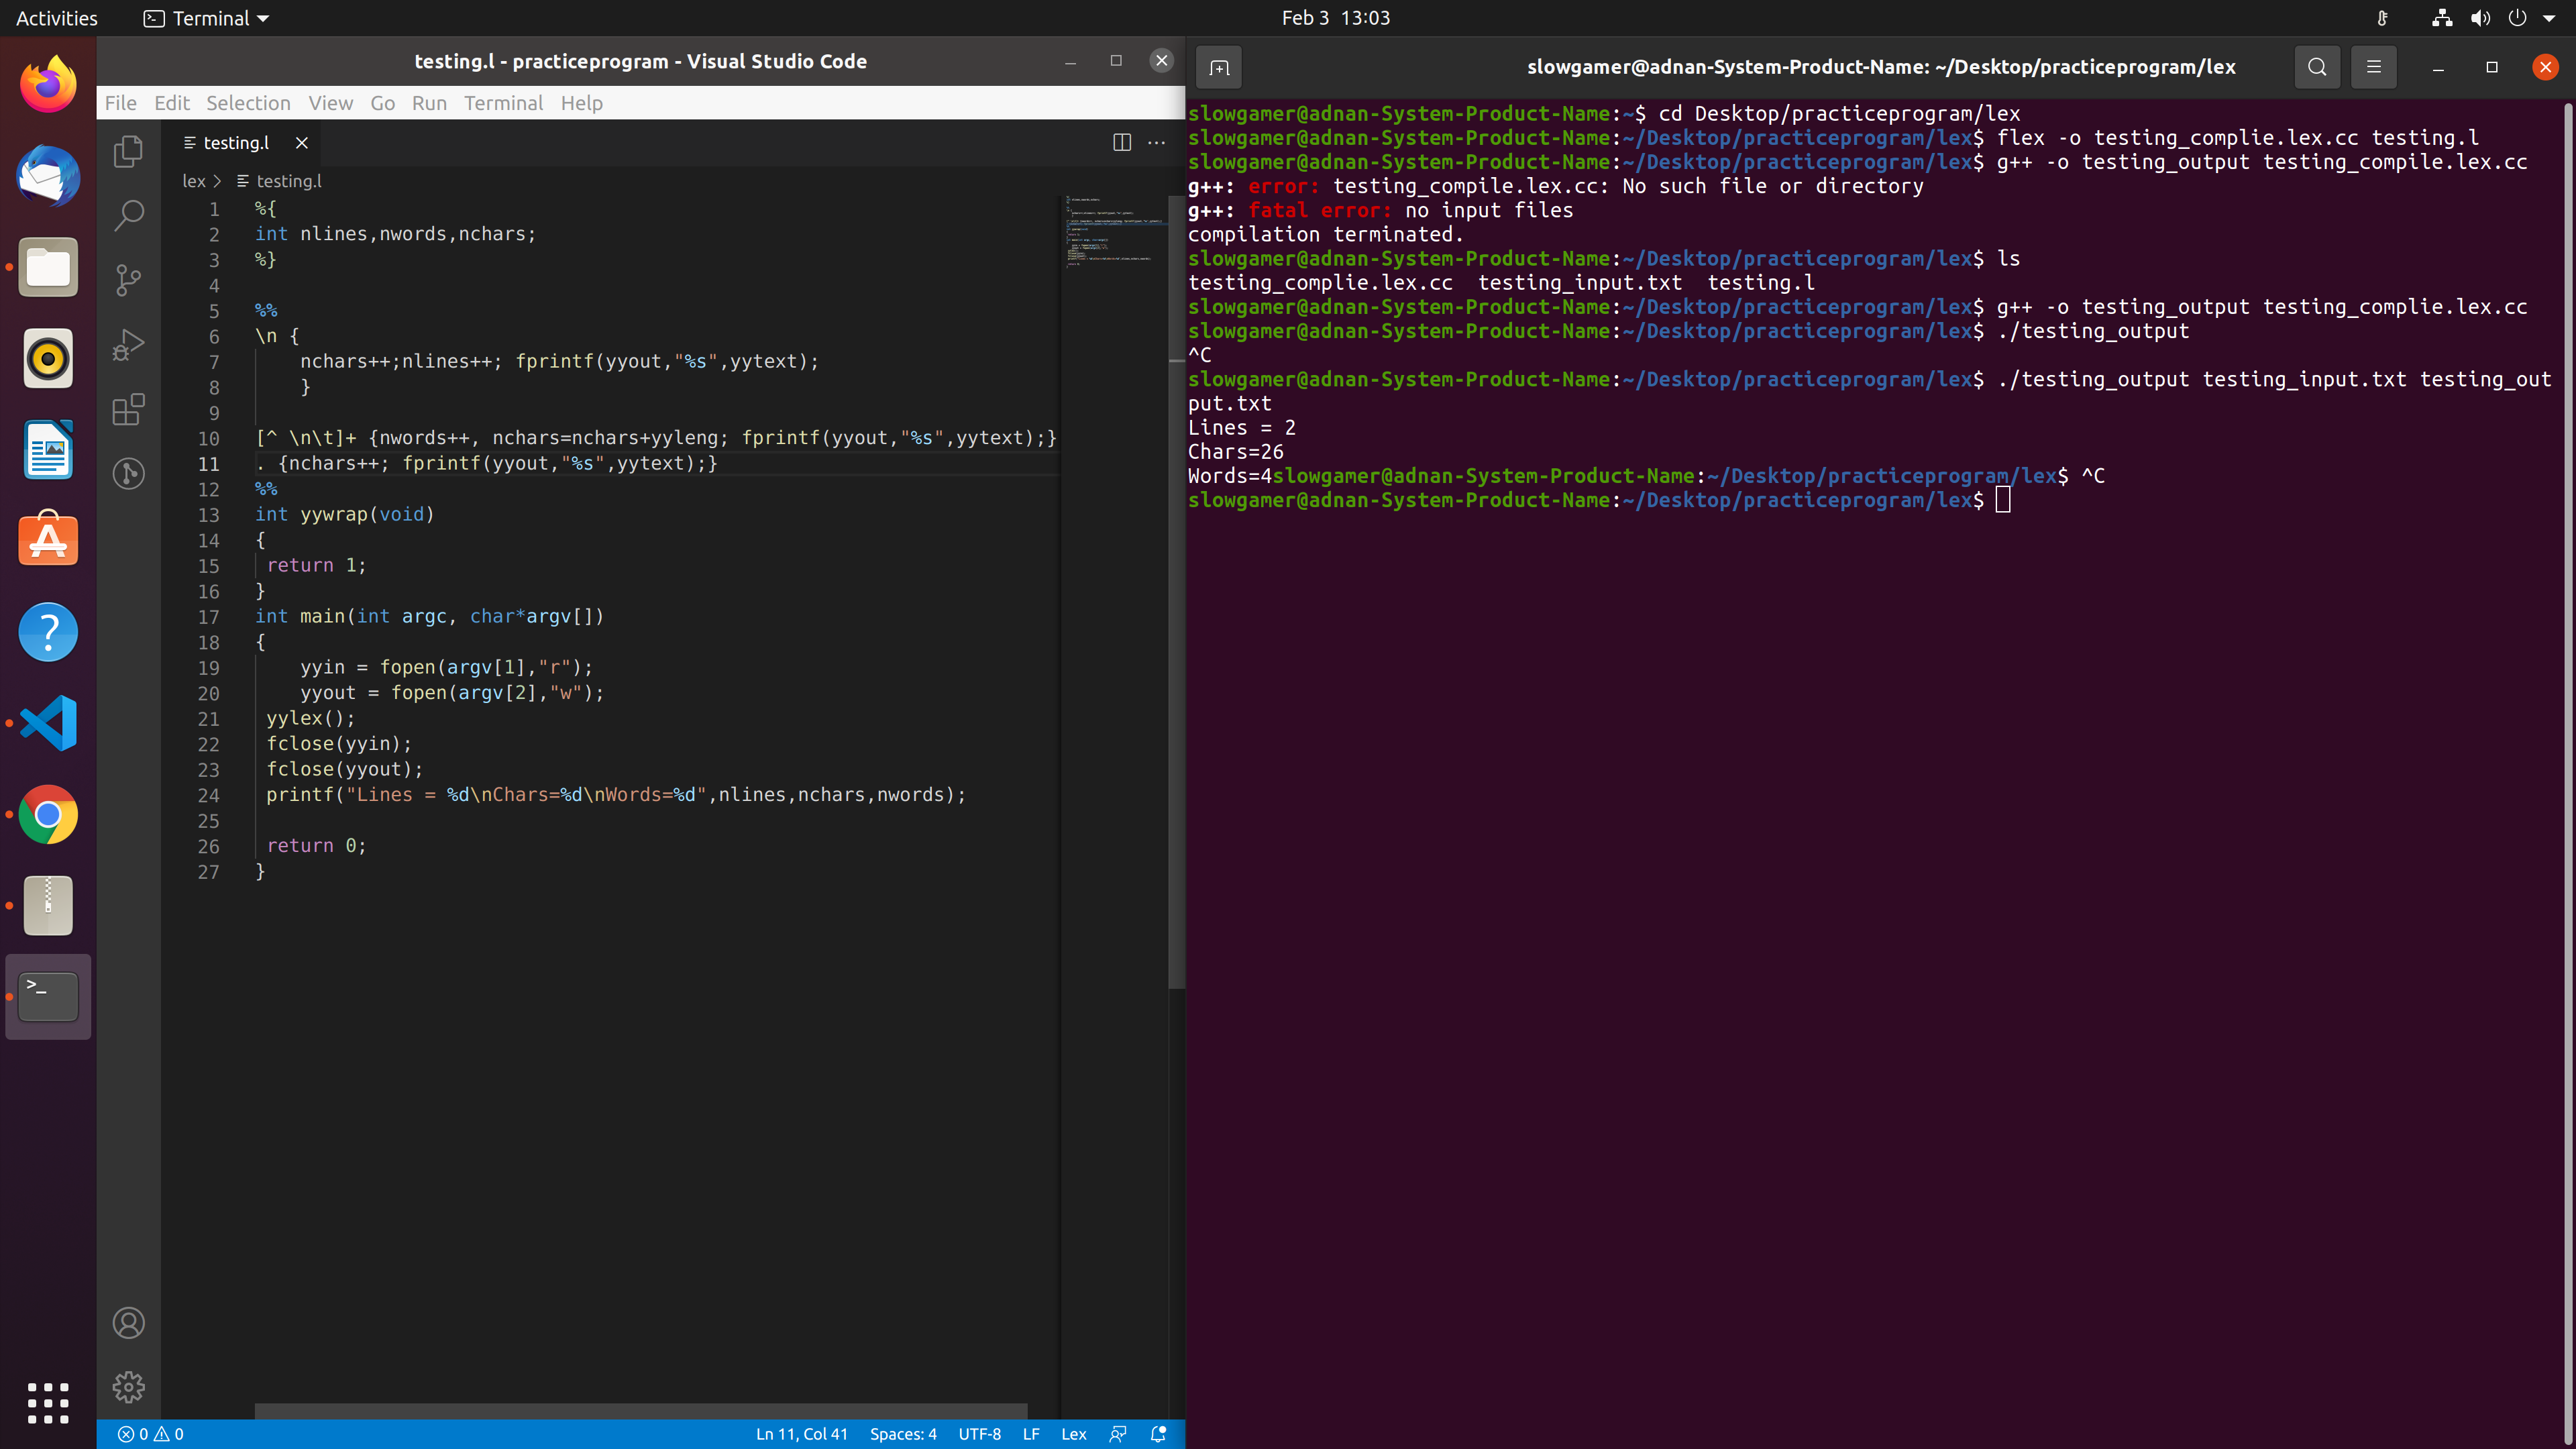 Activities
Terminal
Feb 3 13:03
testing.l - practiceprogram - Visual Studio Code
File Edit Selection View Go Run Terminal Help
testing.l
lex > testing.l
1 %{
2 int nlines,nwords,nchars;
3 %}
4
5 %%
6 \n {
7 nchars++;nlines++; fprintf(yyout,"%s",yytext);
8 }
9
10 [^ \n\t]+ {nwords++, nchars=nchars+yyleng; fprintf(yyout,"%s",yytext);}
11 . {nchars++; fprintf(yyout,"%s",yytext);}
12 %%
13 int yywrap(void)
14 {
15 return 1;
16 }
17 int main(int argc, char*argv[])
18 {
19 yyin = fopen(argv[1],"r");
20 yyout = fopen(argv[2],"w");
21 yylex();
22 fclose(yyin);
23 fclose(yyout);
24 printf("Lines = %d\nChars=%d\nWords=%d",nlines,nchars,nwords);
25
26 return 0;
27 }
0 0
Ln 11, Col 41 Spaces: 4 UTF-8 LF Lex
slowgamer@adnan-System-Product-Name: ~/Desktop/practiceprogram/lex
slowgamer@adnan-System-Product-Name:~$ cd Desktop/practiceprogram/lex
slowgamer@adnan-System-Product-Name:~/Desktop/practiceprogram/lex$ flex -o testing_complie.lex.cc testing.l
slowgamer@adnan-System-Product-Name:~/Desktop/practiceprogram/lex$ g++ -o testing_output testing_compile.lex.cc
g++: error: testing_compile.lex.cc: No such file or directory
g++: fatal error: no input files
compilation terminated.
slowgamer@adnan-System-Product-Name:~/Desktop/practiceprogram/lex$ ls
testing_complie.lex.cc testing_input.txt testing.l
slowgamer@adnan-System-Product-Name:~/Desktop/practiceprogram/lex$ g++ -o testing_output testing_complie.lex.cc
slowgamer@adnan-System-Product-Name:~/Desktop/practiceprogram/lex$ ./testing_output
^C
slowgamer@adnan-System-Product-Name:~/Desktop/practiceprogram/lex$ ./testing_output testing_input.txt testing_out
put.txt
Lines = 2
Chars=26
Words=4slowgamer@adnan-System-Product-Name:~/Desktop/practiceprogram/lex$ ^C
slowgamer@adnan-System-Product-Name:~/Desktop/practiceprogram/lex$